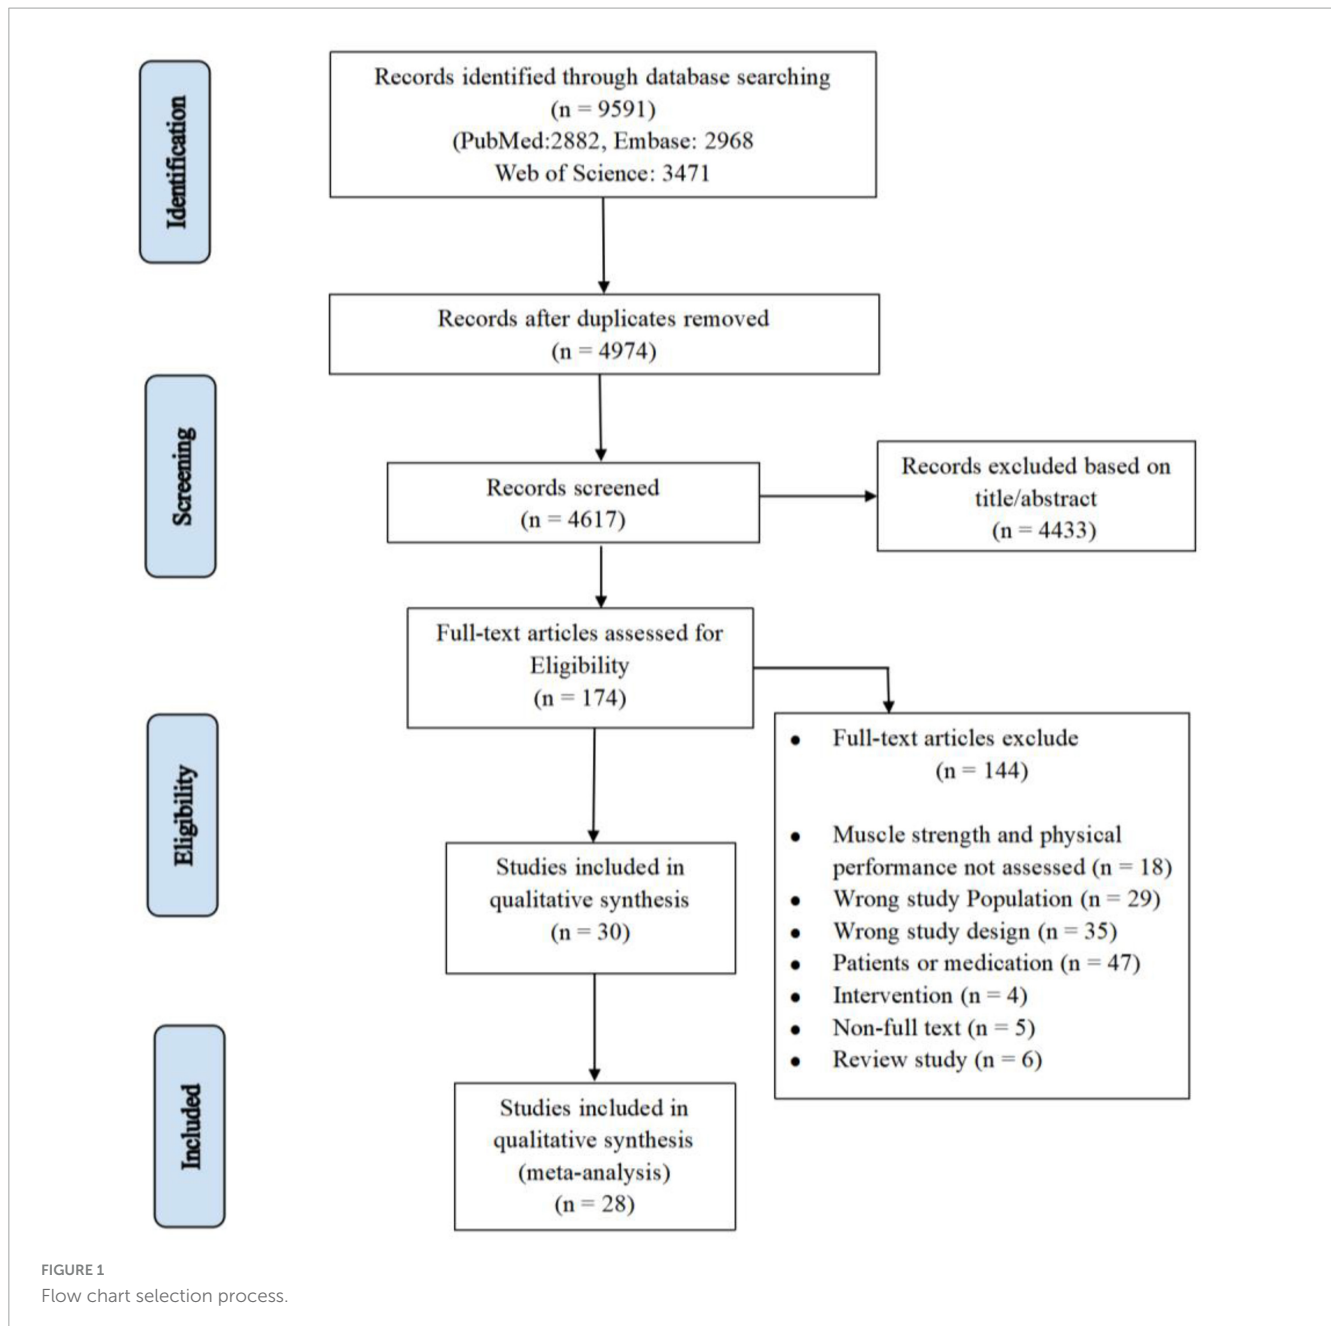 Identification
Records identified through database searching
(n = 9591)
(PubMed:2882, Embase: 2968
Web of Science: 3471
Records after duplicates removed
(n = 4974)
Screening
Records screened
(n = 4617)
Records excluded based on
title/abstract
(n = 4433)
Full-text articles assessed for
Eligibility
(n = 174)
Eligibility
• Full-text articles exclude
(n = 144)
• Muscle strength and physical
performance not assessed (n = 18)
• Wrong study Population (n = 29)
• Wrong study design (n = 35)
• Patients or medication (n = 47)
• Intervention (n = 4)
• Non-full text (n = 5)
• Review study (n = 6)
Studies included in
qualitative synthesis
(n = 30)
Included
Studies included in
qualitative synthesis
(meta-analysis)
(n = 28)
FIGURE 1
Flow chart selection process.